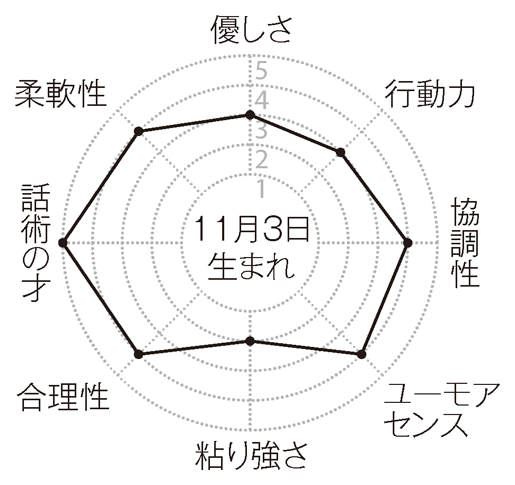 優しさ
行動力
協調性
ユーモア
センス
粘り強さ
合理性
話術の才
柔軟性
5
4
3
2
1
11月3日
生まれ